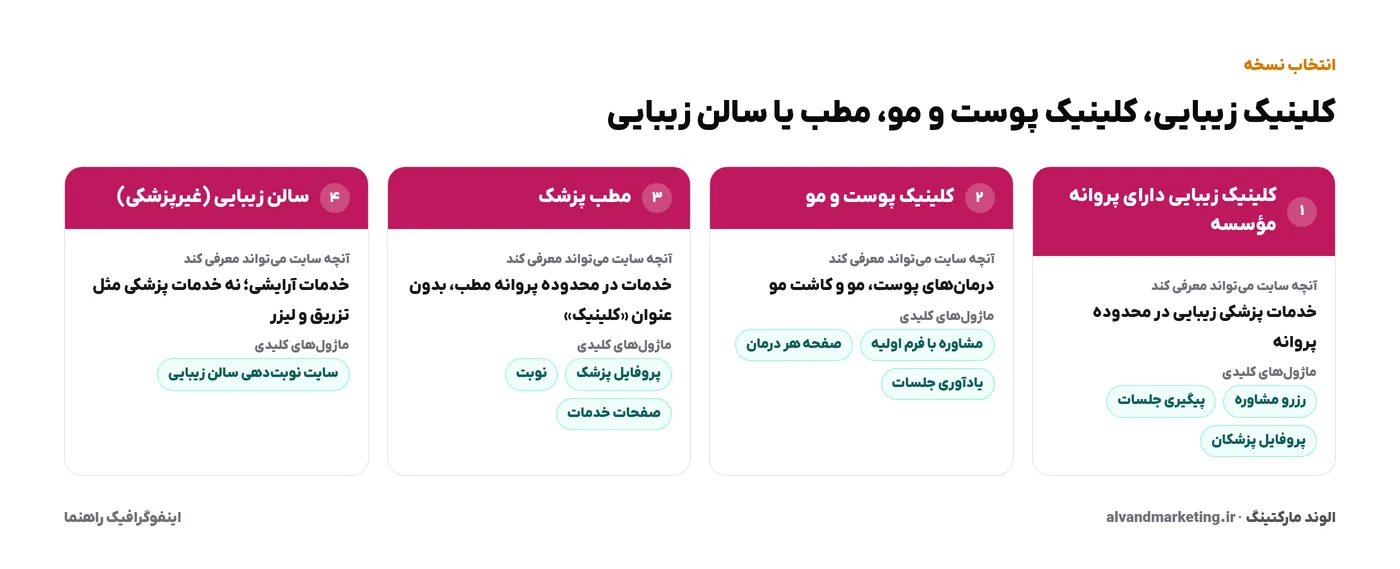 انتخاب نسخه
کلینیک زیبایی، کلینیک پوست و مو، مطب یا سالن زیبایی
۱
کلینیک زیبایی دارای پروانه
مؤسسه
آنچه سایت می‌تواند معرفی کند
خدمات پزشکی زیبایی در محدوده
پروانه
ماژول‌های کلیدی
رزرو مشاوره
پیگیری جلسات
پروفایل پزشکان
۲
کلینیک پوست و مو
آنچه سایت می‌تواند معرفی کند
درمان‌های پوست، مو و کاشت مو
ماژول‌های کلیدی
مشاوره با فرم اولیه
صفحه هر درمان
یادآوری جلسات
۳
مطب پزشک
آنچه سایت می‌تواند معرفی کند
خدمات در محدوده پروانه مطب، بدون
عنوان «کلینیک»
ماژول‌های کلیدی
پروفایل پزشک
نوبت
صفحات خدمات
۴
سالن زیبایی (غیرپزشکی)
آنچه سایت می‌تواند معرفی کند
خدمات آرایشی؛ نه خدمات پزشکی مثل
تزریق و لیزر
ماژول‌های کلیدی
سایت نوبت‌دهی سالن زیبایی
الوند مارکتینگ · alvandmarketing.ir
اینفوگرافیک راهنما